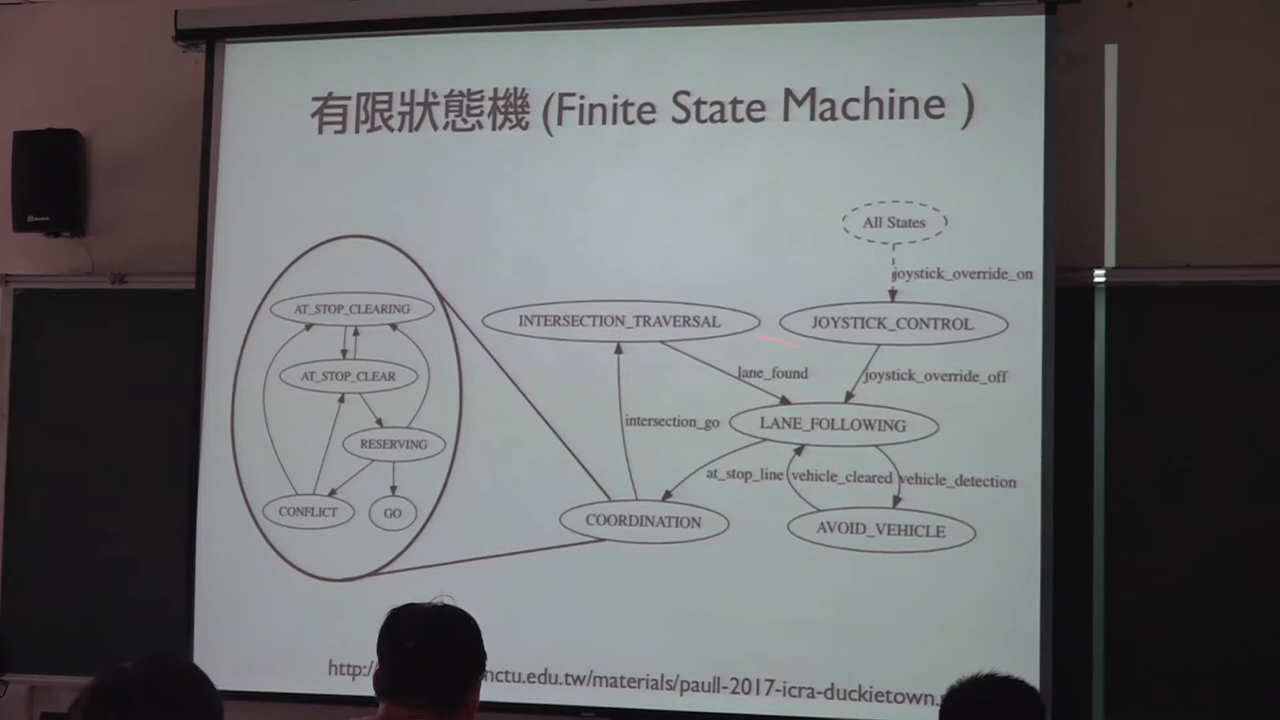 有限狀態機 (Finite State Machine )
All States
joystick_override_on
AT_STOP_CLEARING
INTERSECTION_TRAVERSAL
JOYSTICK_CONTROL
AT_STOP_CLEAR
lane_found
joystick_override_off
intersection_go
LANE_FOLLOWING
RESERVING
at_stop_line
vehicle_cleared
vehicle_detection
CONFLICT
GO
COORDINATION
AVOID_VEHICLE
http:/ nctu.edu.tw/materials/paull-2017-icra-duckietown.